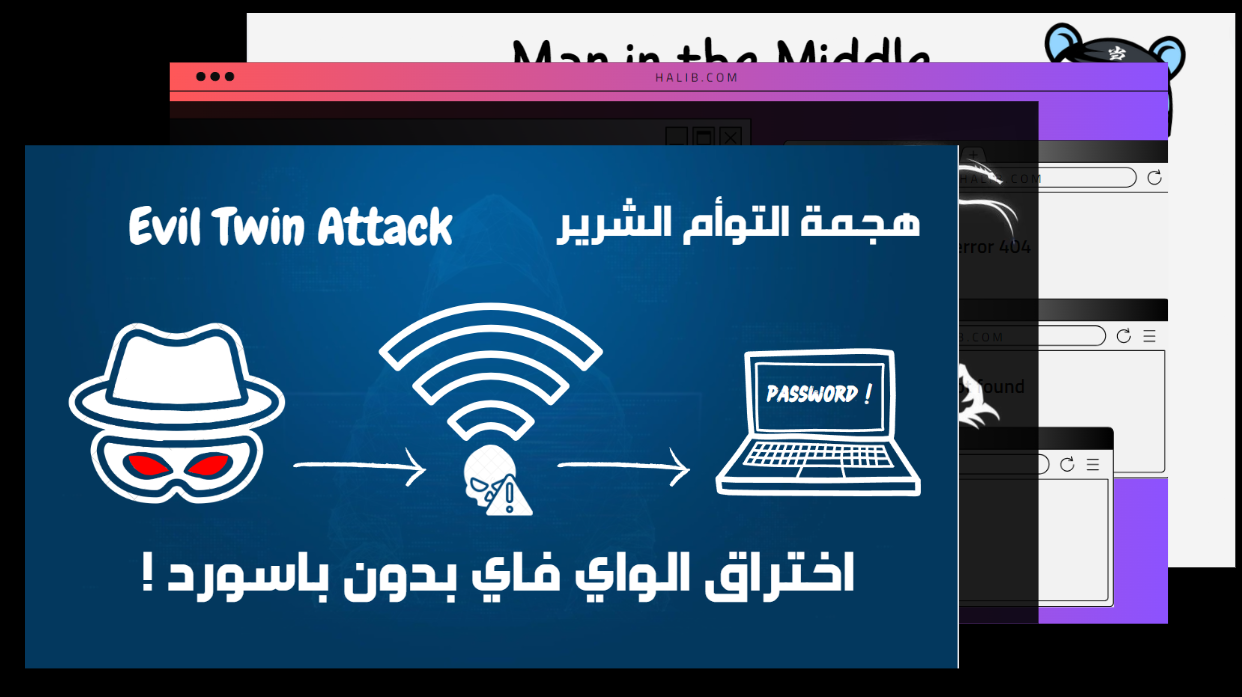 Man in the Middle
HALIB.COM
Evil Twin Attack
هجمة التوأم الشرير
error 404
found
PASSWORD !
اختراق الواي فاي بدون باسورد !